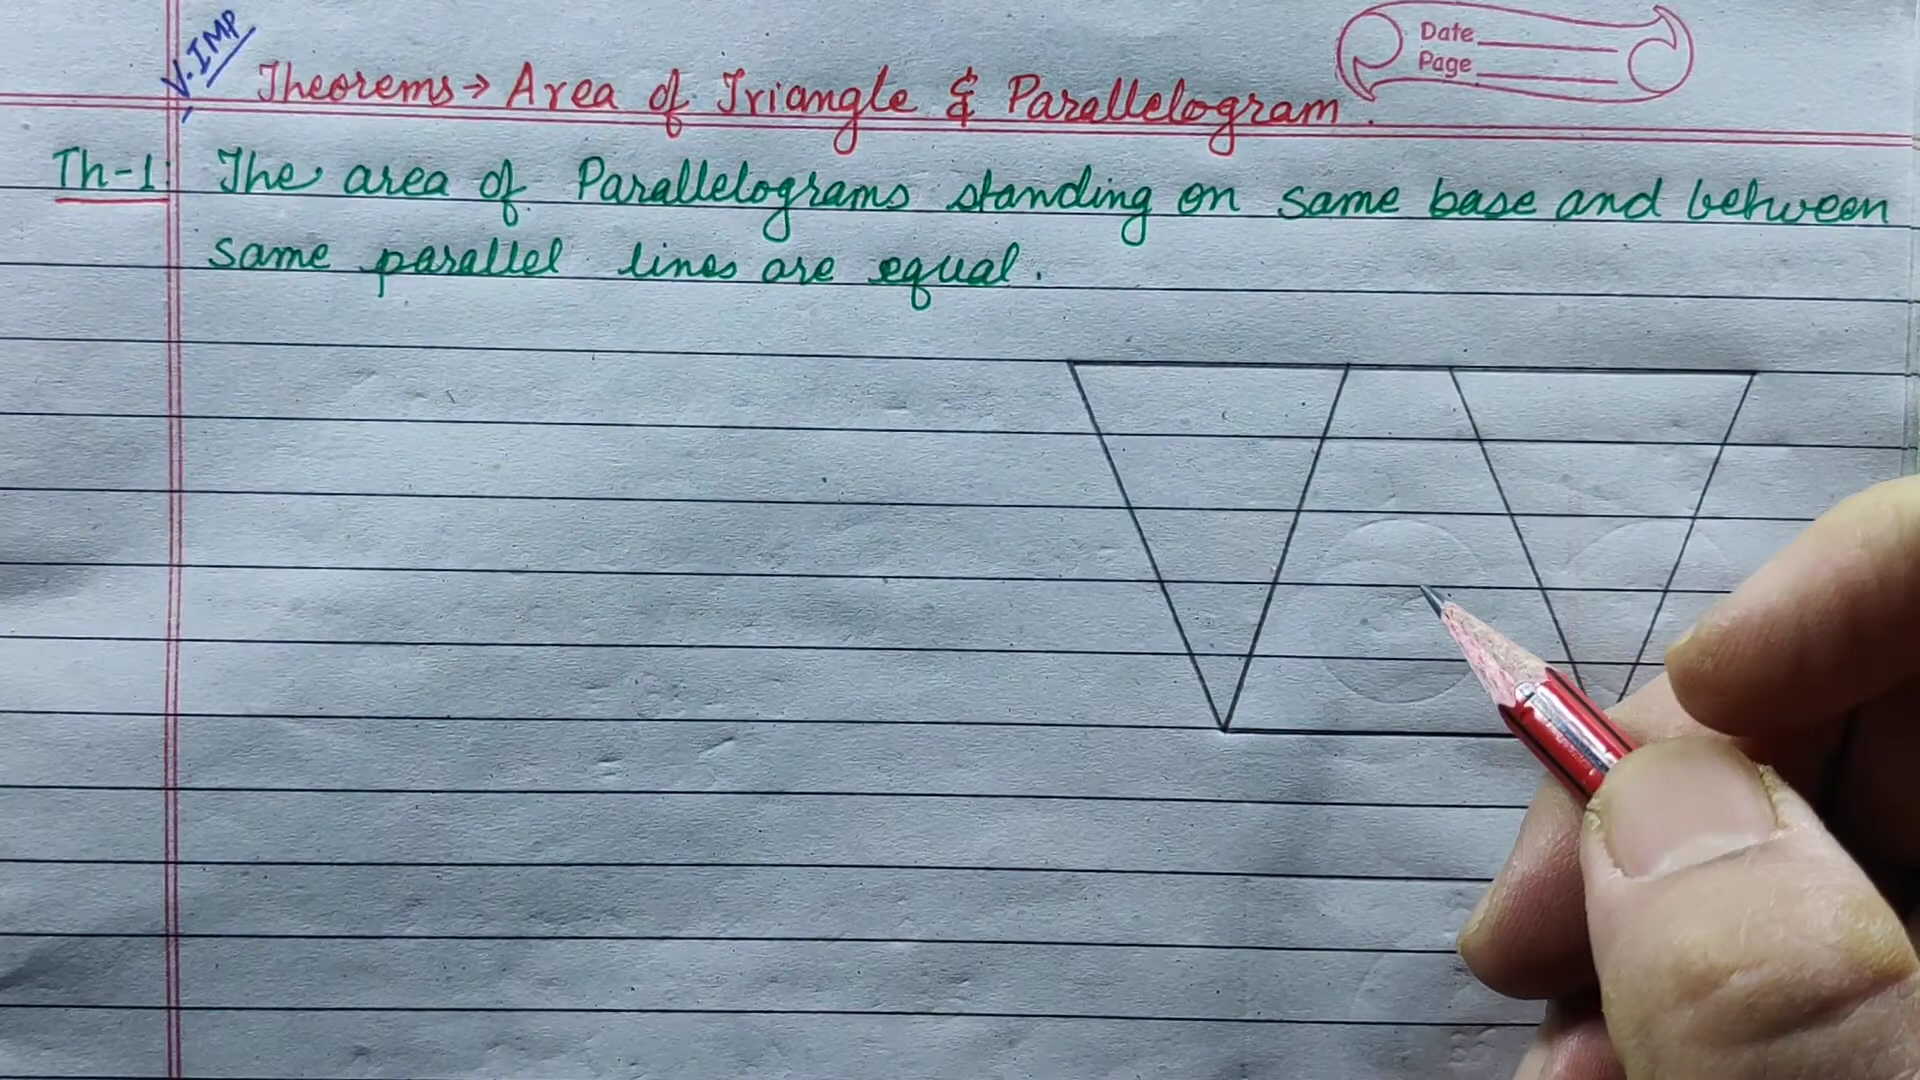 V.IMP
Date
Page
Theorems → Area of Triangle & Parallelogram.
Th-1: The area of Parallelograms standing on same base and between
same parallel lines are equal.